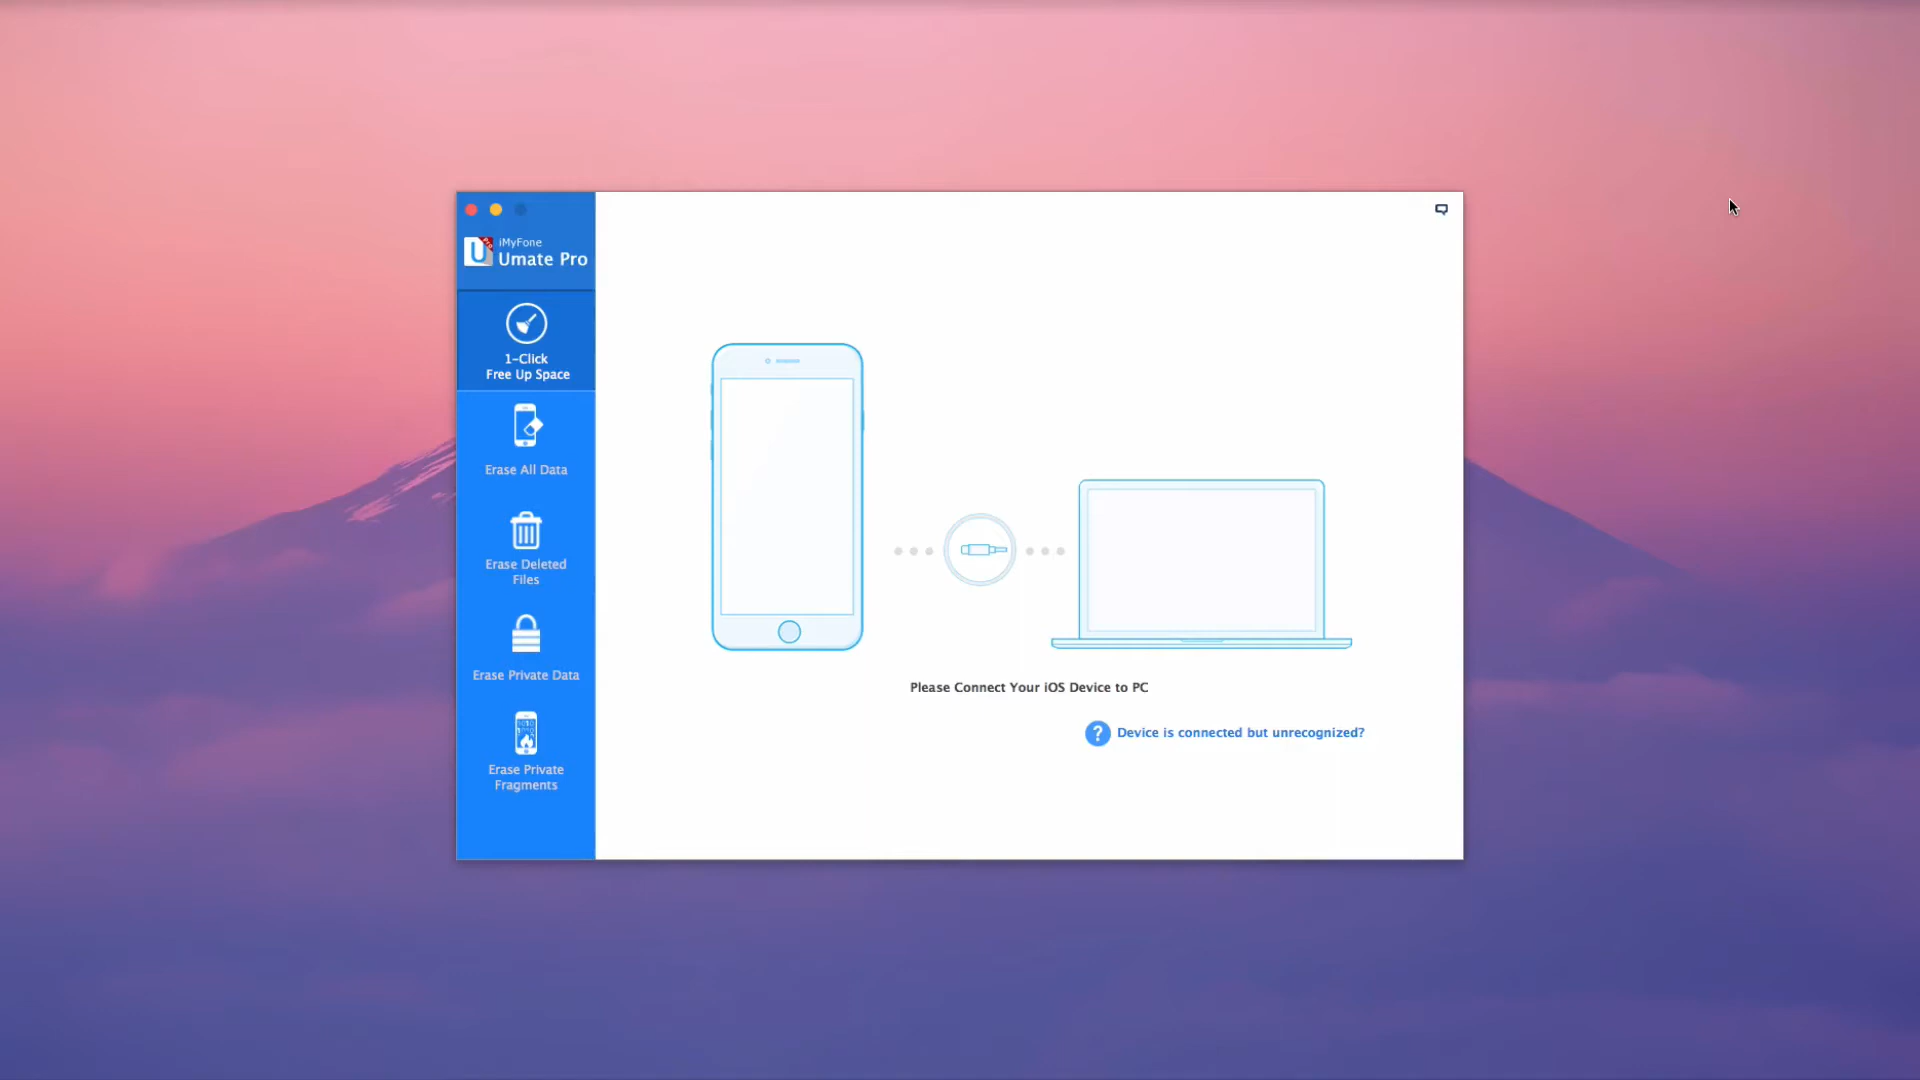 iMyFone
Umate Pro
1-Click
Free Up Space
Erase All Data
Erase Deleted
Files
Erase Private Data
Erase Private
Fragments
Please Connect Your iOS Device to PC
? Device is connected but unrecognized?